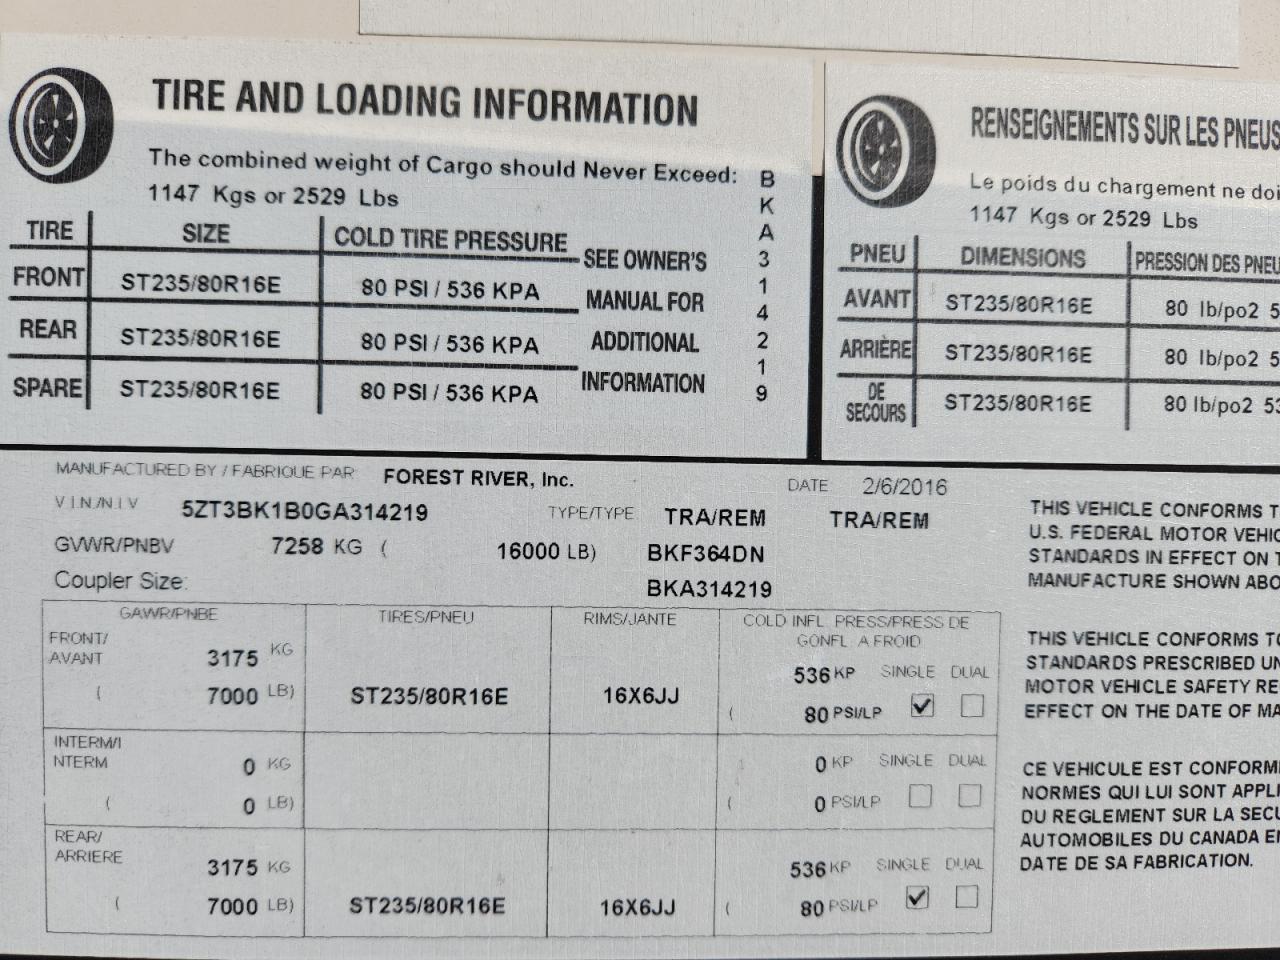 TIRE AND LOADING INFORMATION
The combined weight of Cargo should Never Exceed:
1147 Kgs or 2529 Lbs
TIRE SIZE COLD TIRE PRESSURE
FRONT ST235/80R16E 80 PSI / 536 KPA
REAR ST235/80R16E 80 PSI / 536 KPA
SPARE ST235/80R16E 80 PSI / 536 KPA
SEE OWNER'S
MANUAL FOR
ADDITIONAL
INFORMATION
B
K
A
3
1
4
2
1
9
RENSEIGNEMENTS SUR LES PNEUS
Le poids du chargement ne doi
1147 Kgs or 2529 Lbs
PNEU DIMENSIONS PRESSION DES PNEU
AVANT ST235/80R16E 80 lb/po2 5
ARRIÈRE ST235/80R16E 80 lb/po2 5
DE
SECOURS ST235/80R16E 80 lb/po2 53
MANUFACTURED BY / FABRIQUE PAR FOREST RIVER, Inc. DATE 2/6/2016
V.I.N./N.I.V 5ZT3BK1B0GA314219 TYPE/TYPE TRA/REM TRA/REM
GVWR/PNBV 7258 KG ( 16000 LB) BKF364DN
Coupler Size: BKA314219
GAWR/PNBE TIRES/PNEU RIMS/JANTE COLD INFL. PRESS/PRESS DE
GONFL. A FROID
FRONT/
AVANT 3175 KG 536 KP SINGLE DUAL
( 7000 LB) ST235/80R16E 16X6JJ ( 80 PSI/LP
INTERM/I
NTERM 0 KG 0 KP SINGLE DUAL
( 0 LB) ( 0 PSI/LP
REAR/
ARRIERE 3175 KG 536 KP SINGLE DUAL
( 7000 LB) ST235/80R16E 16X6JJ ( 80 PSI/LP
THIS VEHICLE CONFORMS T
U.S. FEDERAL MOTOR VEHIC
STANDARDS IN EFFECT ON T
MANUFACTURE SHOWN ABO
THIS VEHICLE CONFORMS TO
STANDARDS PRESCRIBED UN
MOTOR VEHICLE SAFETY RE
EFFECT ON THE DATE OF MA
CE VEHICULE EST CONFORM
NORMES QUI LUI SONT APPLI
DU REGLEMENT SUR LA SECU
AUTOMOBILES DU CANADA E
DATE DE SA FABRICATION.